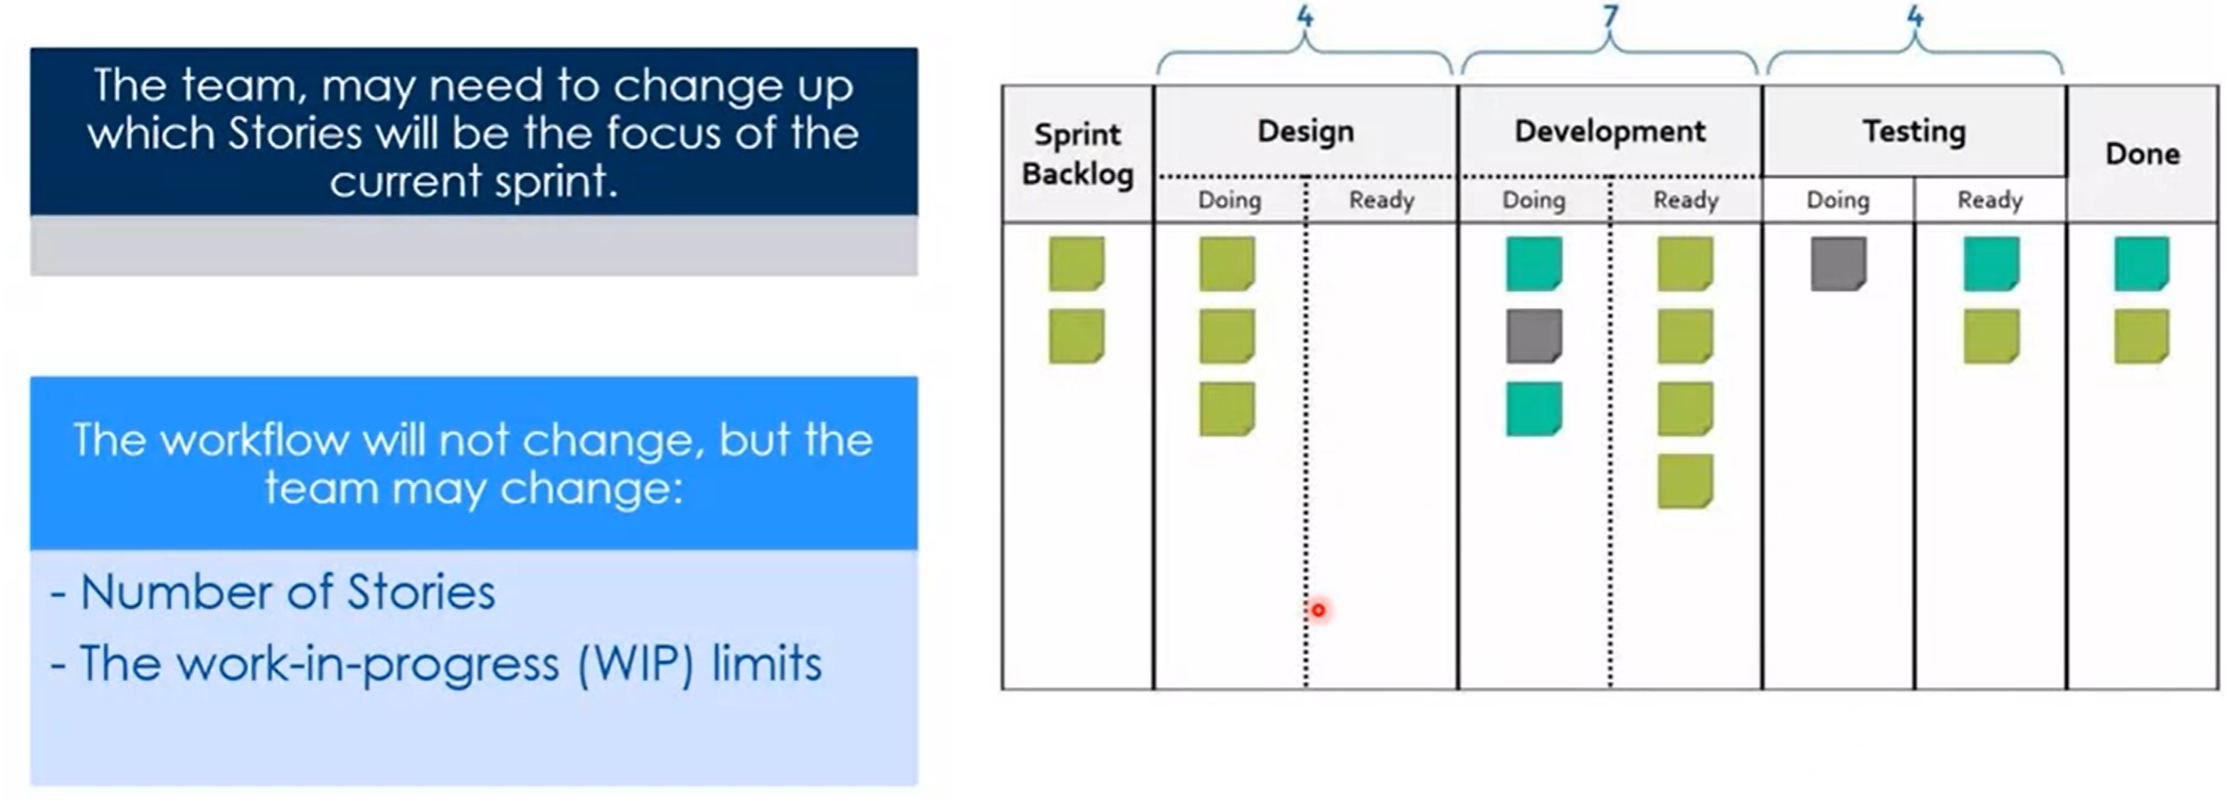 The team, may need to change up
which Stories will be the focus of the
current sprint.
The workflow will not change, but the
team may change:
- Number of Stories
- The work-in-progress (WIP) limits
4
7
4
Sprint
Backlog
Design
Development
Testing
Done
Doing
Ready
Doing
Ready
Doing
Ready